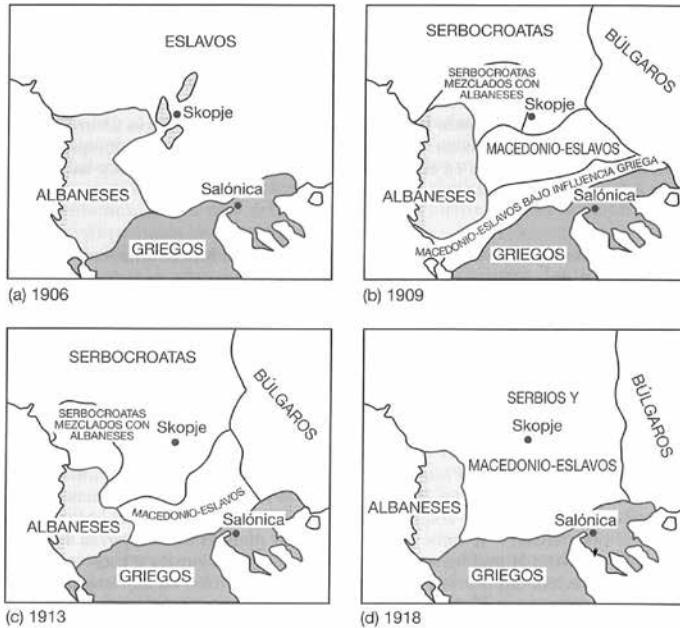 ESLAVOS
Skopje
ALBANESES
Salónica
GRIEGOS
(a) 1906
SERBOCROATAS
BÚLGAROS
SERBOCROATAS
MEZCLADOS CON
ALBANESES
Skopje
MACEDONIO-ESLAVOS
ALBANESES
MACEDONIO-ESLAVOS BAJO INFLUENCIA GRIEGA
Salónica
GRIEGOS
(b) 1909
SERBOCROATAS
BÚLGAROS
SERBOCROATAS
MEZCLADOS CON
ALBANESES
Skopje
MACEDONIO-ESLAVOS
ALBANESES
Salónica
GRIEGOS
(c) 1913
SERBIOS Y
BÚLGAROS
Skopje
MACEDONIO-ESLAVOS
ALBANESES
Salónica
GRIEGOS
(d) 1918